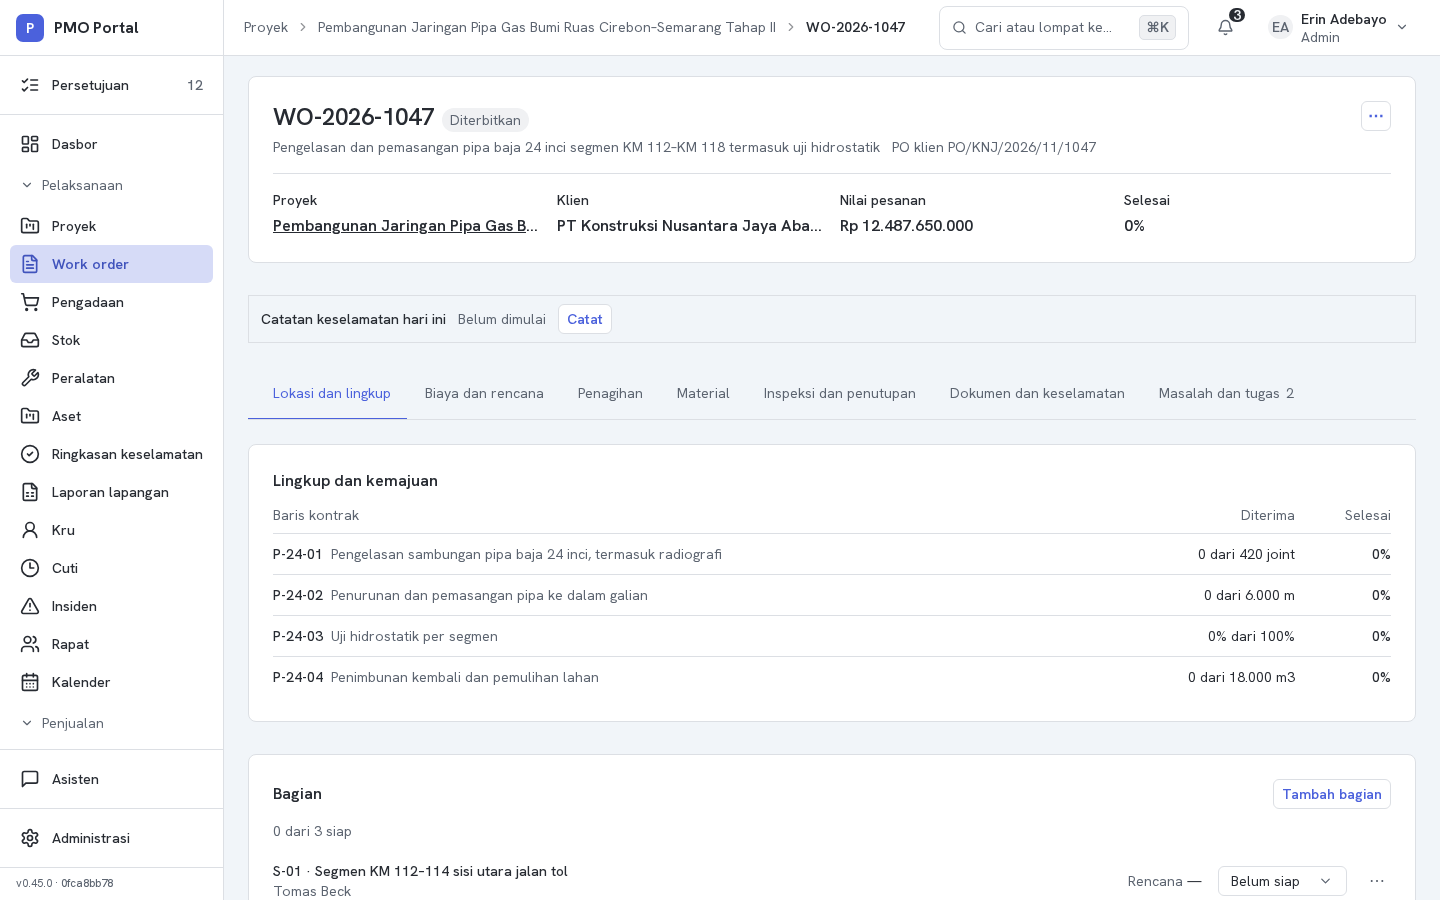 P PMO Portal
Proyek > Pembangunan Jaringan Pipa Gas Bumi Ruas Cirebon–Semarang Tahap II > WO-2026-1047
Cari atau lompat ke... ⌘K
3
EA
Erin Adebayo
Admin
Persetujuan 12
Dasbor
Pelaksanaan
Proyek
Work order
Pengadaan
Stok
Peralatan
Aset
Ringkasan keselamatan
Laporan lapangan
Kru
Cuti
Insiden
Rapat
Kalender
Penjualan
Asisten
Administrasi
v0.45.0 · 0fca8bb78
WO-2026-1047 Diterbitkan
Pengelasan dan pemasangan pipa baja 24 inci segmen KM 112–KM 118 termasuk uji hidrostatik PO klien PO/KNJ/2026/11/1047
Proyek Klien Nilai pesanan Selesai
Pembangunan Jaringan Pipa Gas B... PT Konstruksi Nusantara Jaya Aba... Rp 12.487.650.000 0%
Catatan keselamatan hari ini Belum dimulai Catat
Lokasi dan lingkup Biaya dan rencana Penagihan Material Inspeksi dan penutupan Dokumen dan keselamatan Masalah dan tugas 2
Lingkup dan kemajuan
Baris kontrak Diterima Selesai
P-24-01 Pengelasan sambungan pipa baja 24 inci, termasuk radiografi 0 dari 420 joint 0%
P-24-02 Penurunan dan pemasangan pipa ke dalam galian 0 dari 6.000 m 0%
P-24-03 Uji hidrostatik per segmen 0% dari 100% 0%
P-24-04 Penimbunan kembali dan pemulihan lahan 0 dari 18.000 m3 0%
Bagian Tambah bagian
0 dari 3 siap
S-01 · Segmen KM 112–114 sisi utara jalan tol
Tomas Beck
Rencana — Belum siap